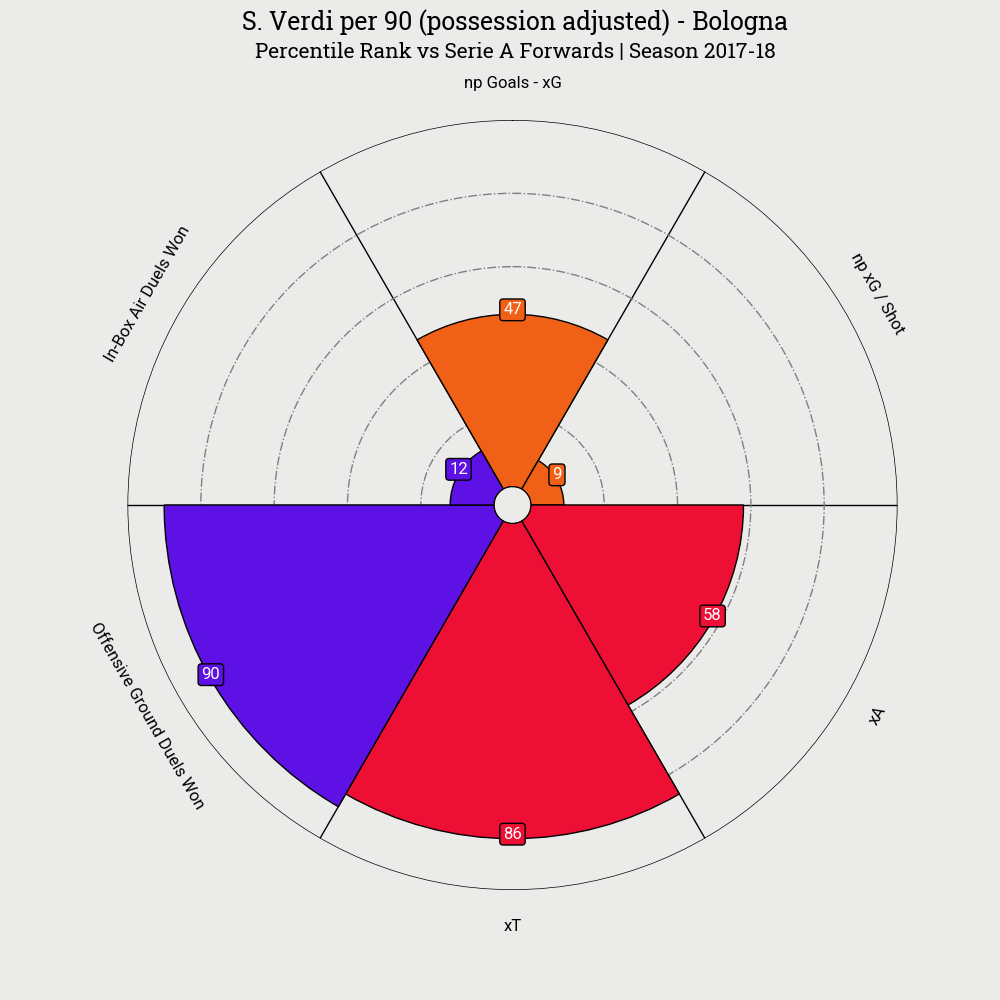 S. Verdi per 90 (possession adjusted) - Bologna
Percentile Rank vs Serie A Forwards | Season 2017-18
np Goals - xG
In-Box Air Duels Won
np xG / Shot
47
12
9
58
90
Offensive Ground Duels Won
xA
86
xT